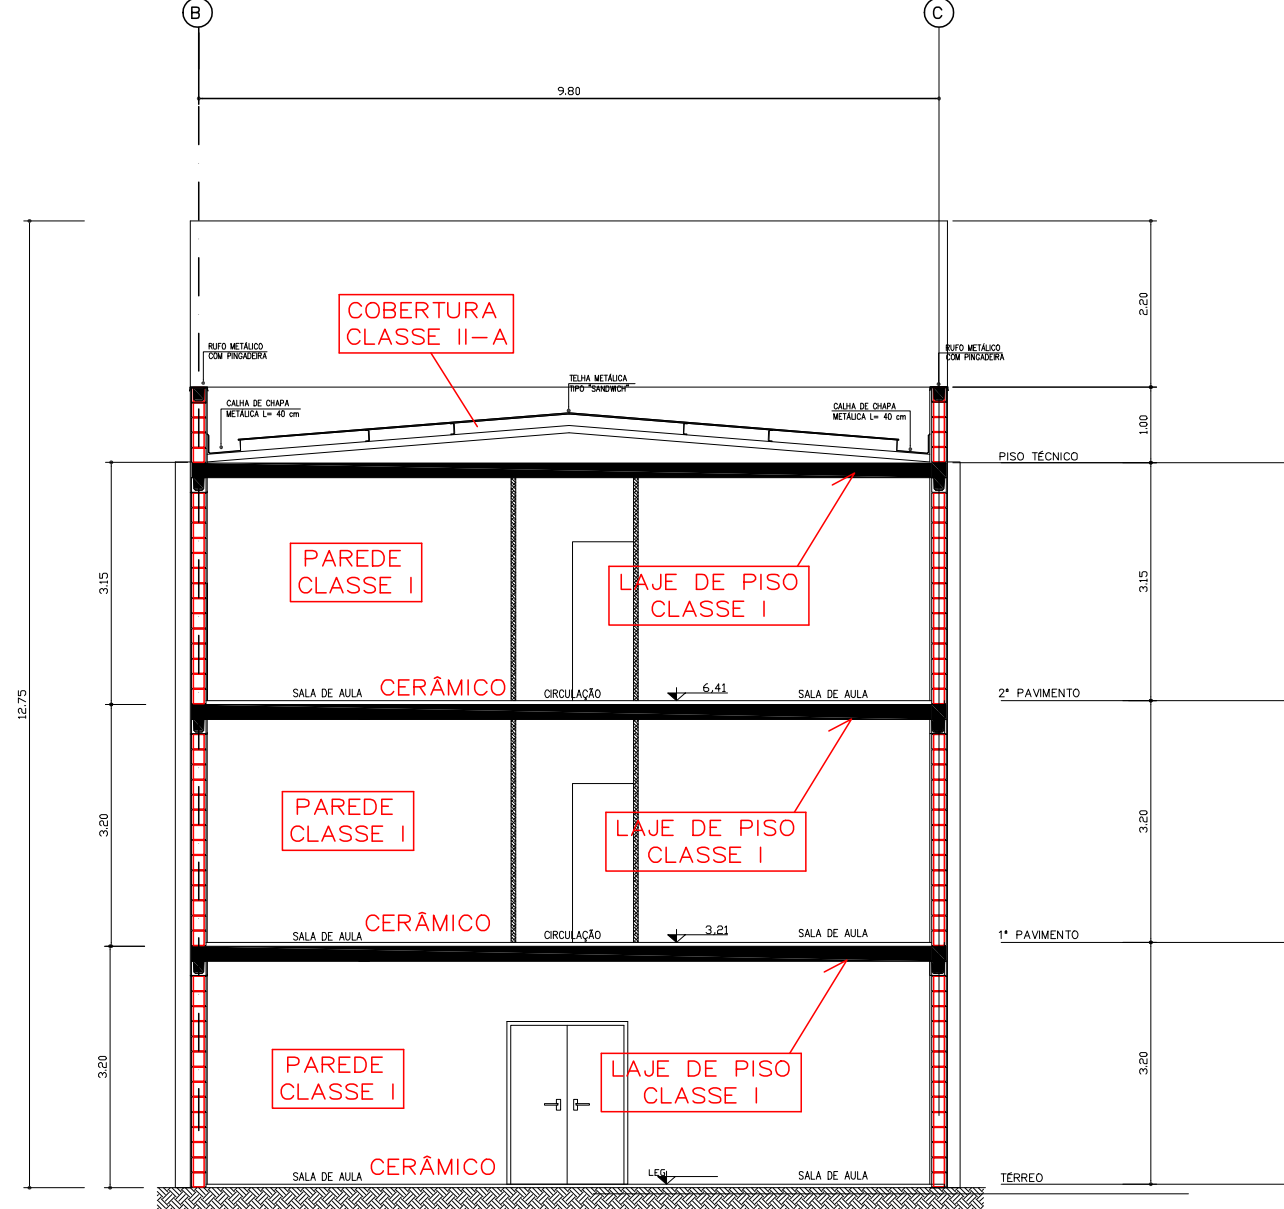 B
C
9.80
2.20
COBERTURA
CLASSE II-A
RUFO METÁLICO
COM PINGADEIRA
RUFO METÁLICO
COM PINGADEIRA
TELHA METÁLICA
TIPO "SANDWICH"
CALHA DE CHAPA
METÁLICA L= 40 cm
CALHA DE CHAPA
METÁLICA L= 40 cm
1.00
PISO TÉCNICO
PAREDE
CLASSE I
LAJE DE PISO
CLASSE I
3.15
3.15
SALA DE AULA
CERÂMICO
CIRCULAÇÃO
6.41
SALA DE AULA
2° PAVIMENTO
12.75
PAREDE
CLASSE I
LAJE DE PISO
CLASSE I
3.20
3.20
SALA DE AULA
CERÂMICO
CIRCULAÇÃO
3.21
SALA DE AULA
1° PAVIMENTO
PAREDE
CLASSE I
LAJE DE PISO
CLASSE I
3.20
3.20
SALA DE AULA
CERÂMICO
SALA DE AULA
TÉRREO